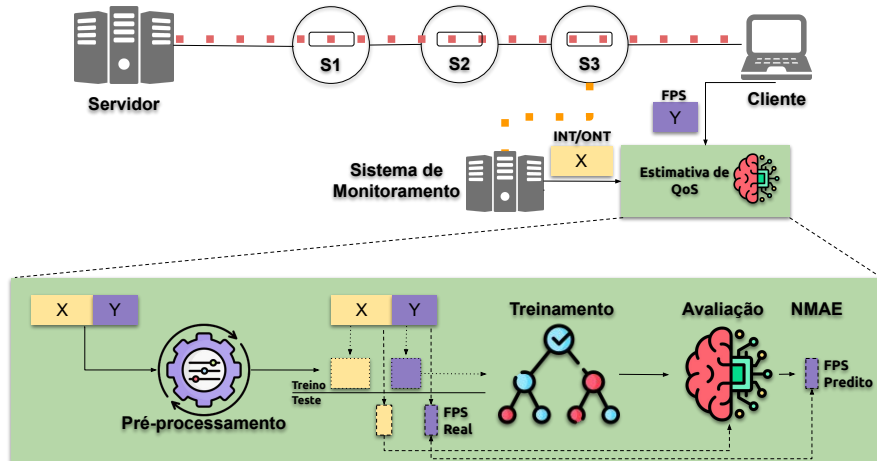 S1
S2
S3
Servidor
Cliente
FPS
Y
INT/ONT
X
Sistema de
Monitoramento
Estimativa de
QoS
X
Y
X
Y
Treinamento
Avaliação
NMAE
Treino
Teste
Pré-processamento
FPS
Real
FPS
Predito